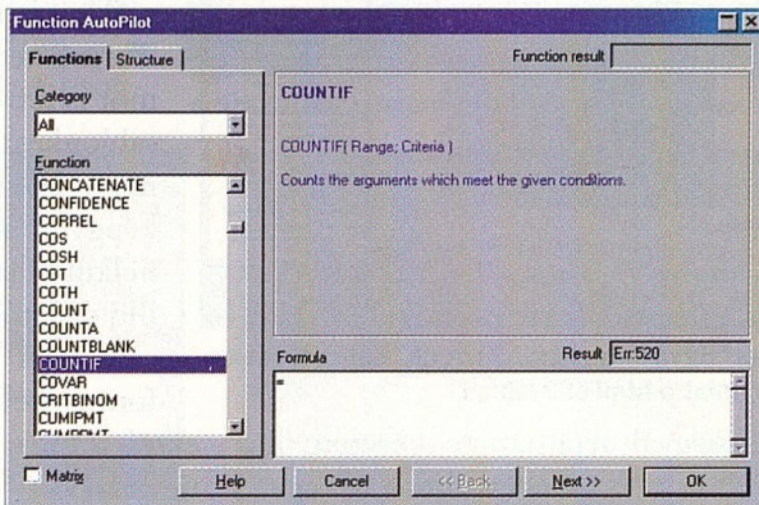 Function AutoPilot
Functions Structure
Function result
Category
All
Function
CONCATENATE
CONFIDENCE
CORREL
COS
COSH
COT
COTH
COUNT
COUNTA
COUNTBLANK
COUNTIF
COVAR
CRITBINOM
CUMIPMT
CUMPRMT
COUNTIF
COUNTIF( Range; Criteria )
Counts the arguments which meet the given conditions.
Formula
Result Err:520
=
Matrix
Help
Cancel
<< Back
Next >>
OK